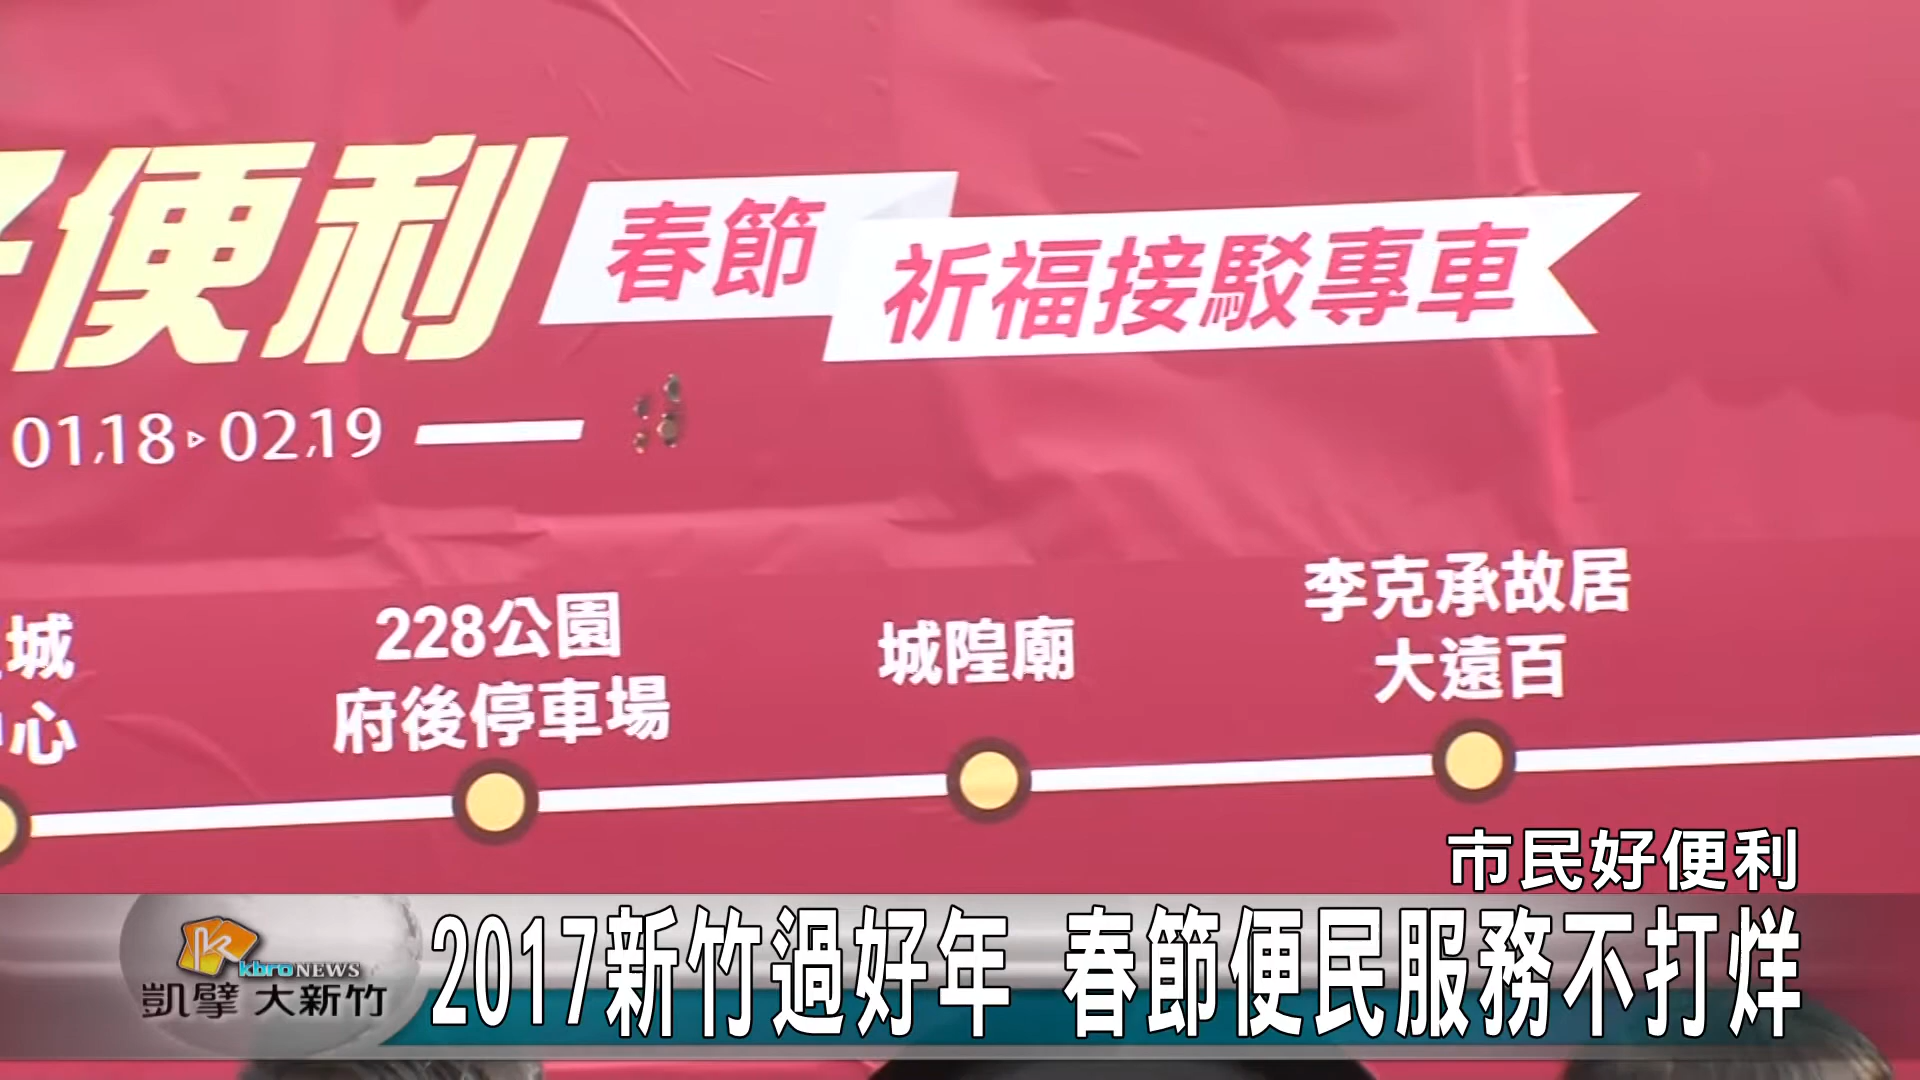 便利
春節
祈福接駁專車
01.18▷02.19
城
心
228公園
府後停車場
城隍廟
李克承故居
大遠百
市民好便利
kbro NEWS
凱擘 大新竹
2017新竹過好年 春節便民服務不打烊